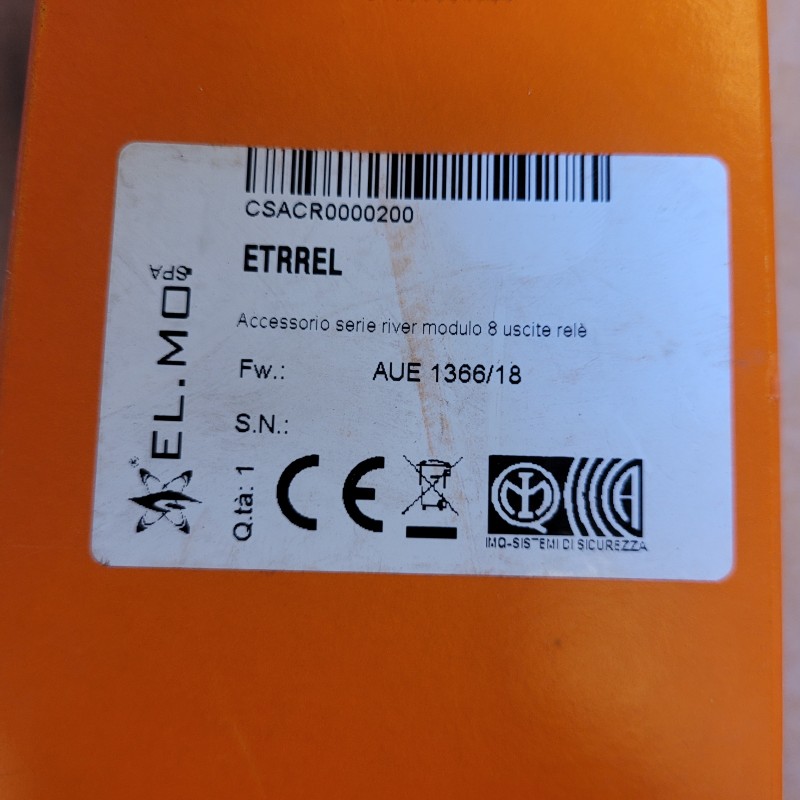 CSACR0000200
ETRREL
Accessorio serie river modulo 8 uscite relè
Fw.: AUE 1366/18
S.N.:
Q.tà: 1
CE
IMQ-SISTEMI DI SICUREZZA
EL.MO. SPA